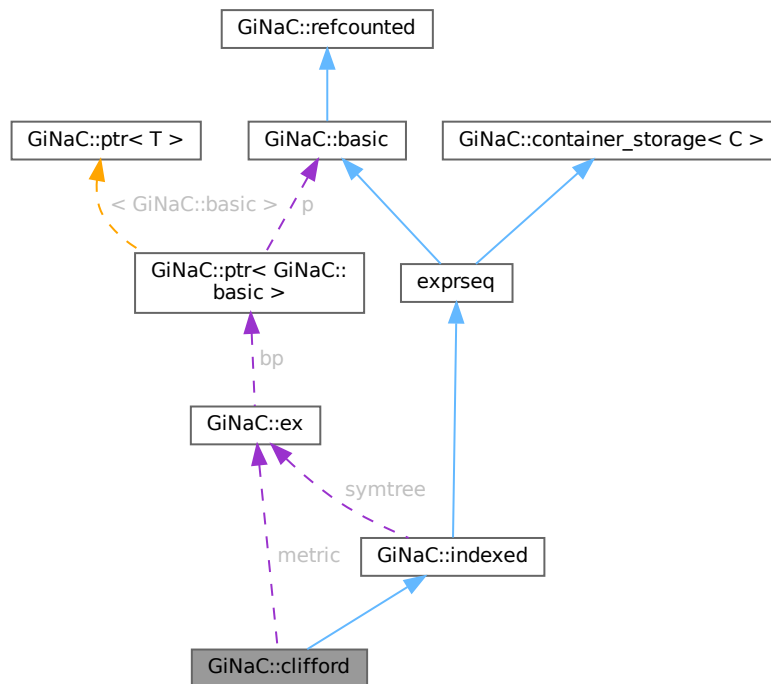 GiNaC::refcounted
GiNaC::ptr< T >
GiNaC::basic
GiNaC::container_storage< C >
< GiNaC::basic >
p
GiNaC::ptr< GiNaC::
basic >
exprseq
bp
GiNaC::ex
symtree
metric
GiNaC::indexed
GiNaC::clifford